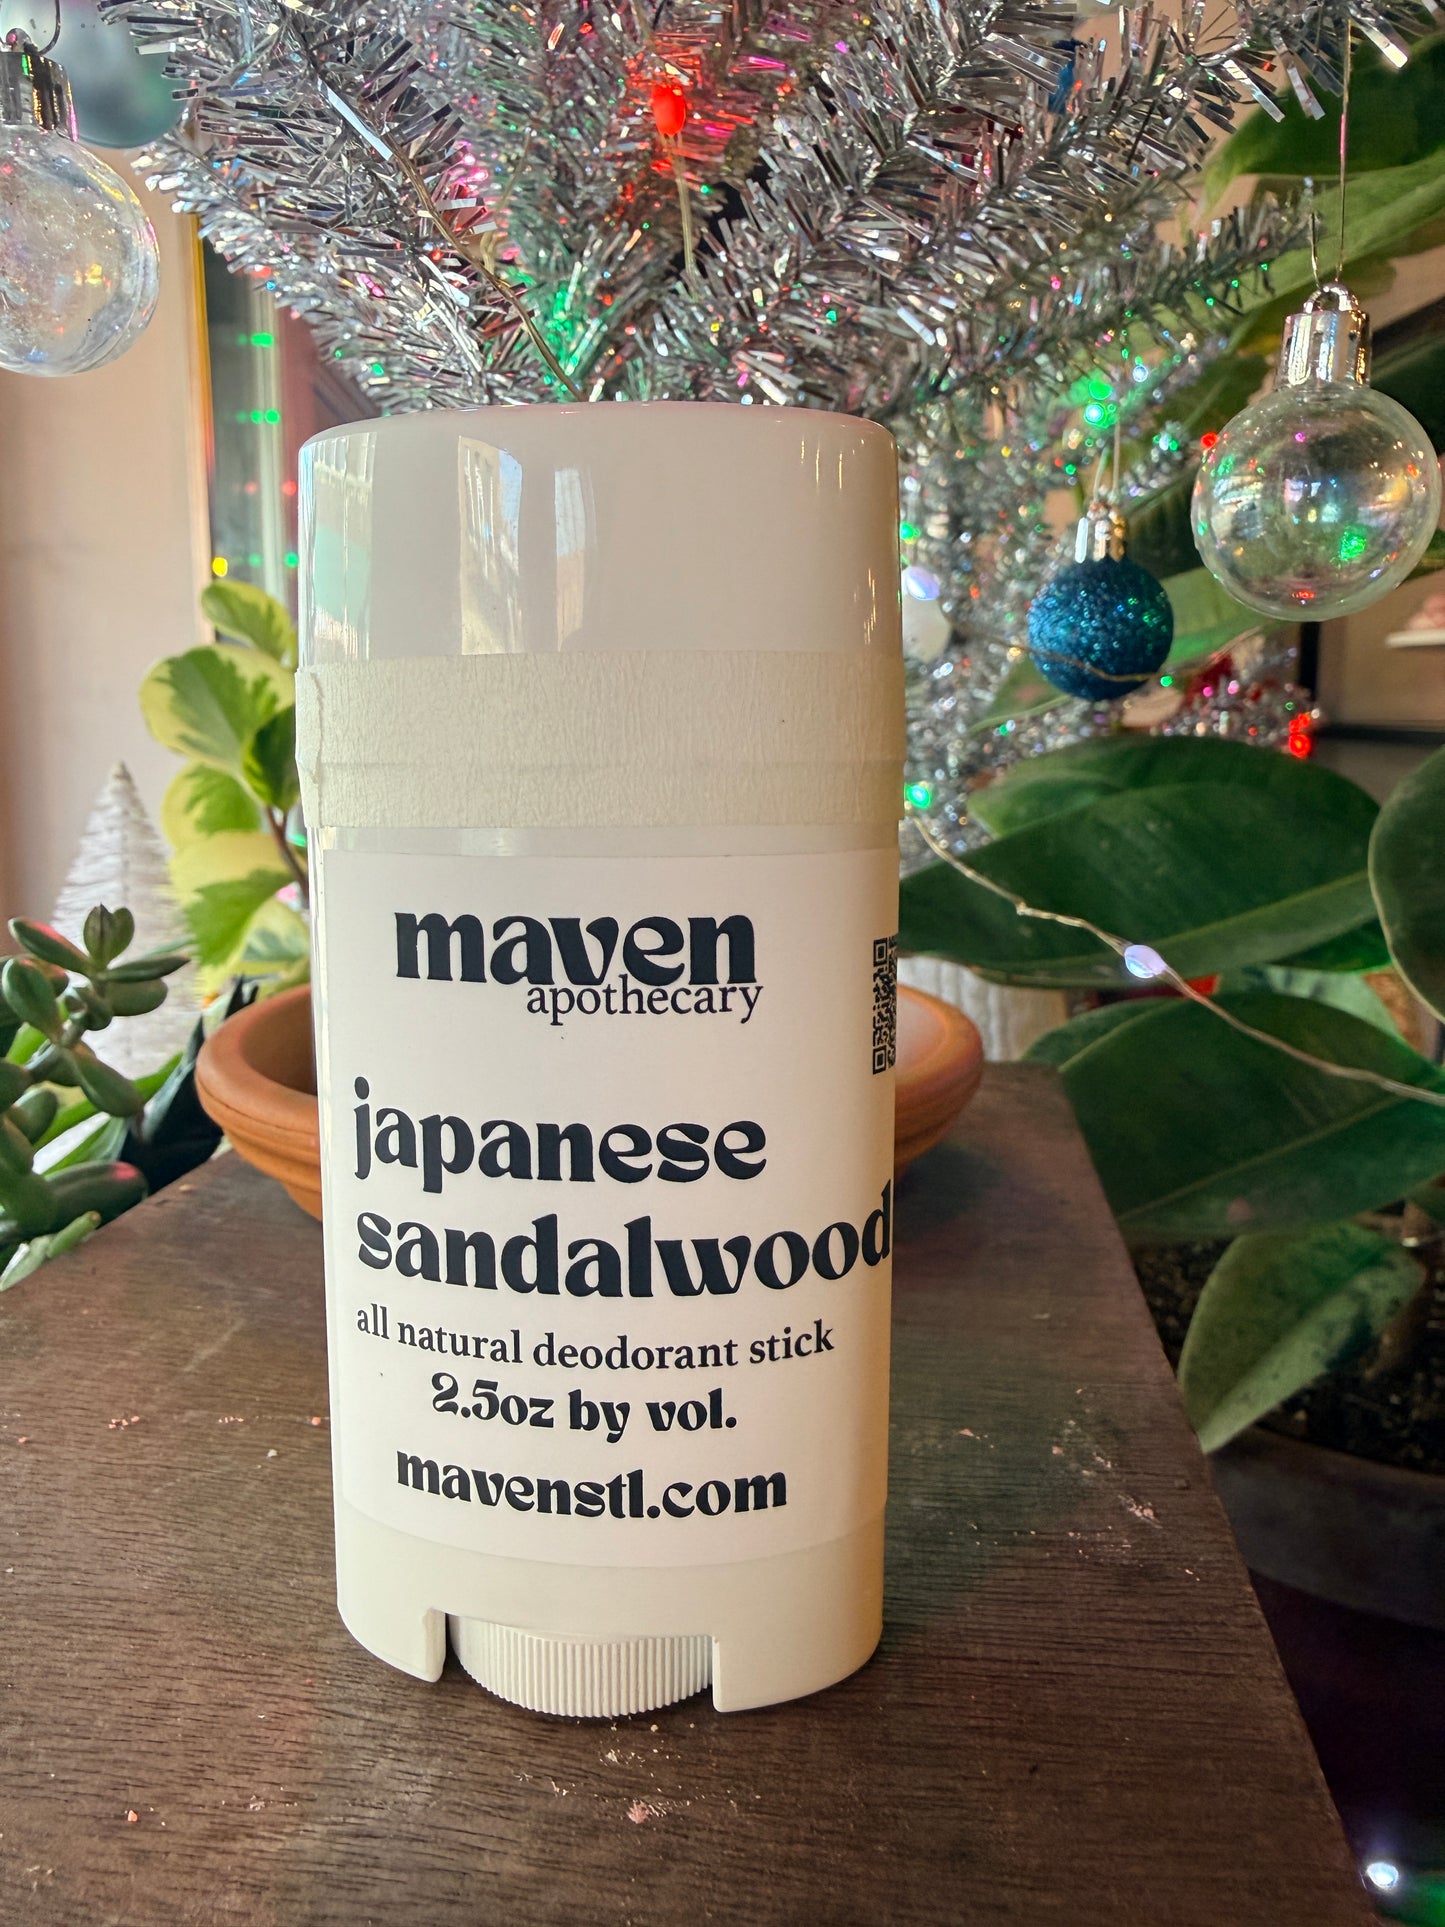 maven
apothecary
japanese
sandalwood
all natural deodorant stick
2.5oz by vol.
mavenstl.com